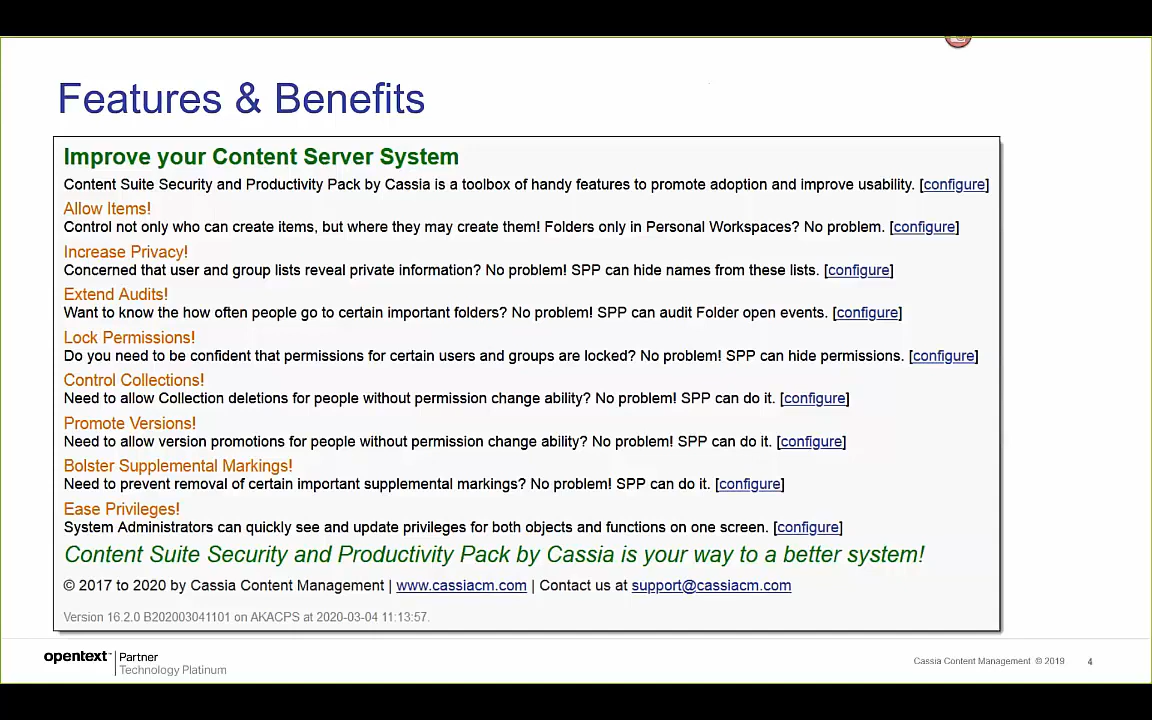 Features & Benefits
Improve your Content Server System
Content Suite Security and Productivity Pack by Cassia is a toolbox of handy features to promote adoption and improve usability. [configure]
Allow Items!
Control not only who can create items, but where they may create them! Folders only in Personal Workspaces? No problem. [configure]
Increase Privacy!
Concerned that user and group lists reveal private information? No problem! SPP can hide names from these lists. [configure]
Extend Audits!
Want to know the how often people go to certain important folders? No problem! SPP can audit Folder open events. [configure]
Lock Permissions!
Do you need to be confident that permissions for certain users and groups are locked? No problem! SPP can hide permissions. [configure]
Control Collections!
Need to allow Collection deletions for people without permission change ability? No problem! SPP can do it. [configure]
Promote Versions!
Need to allow version promotions for people without permission change ability? No problem! SPP can do it. [configure]
Bolster Supplemental Markings!
Need to prevent removal of certain important supplemental markings? No problem! SPP can do it. [configure]
Ease Privileges!
System Administrators can quickly see and update privileges for both objects and functions on one screen. [configure]
Content Suite Security and Productivity Pack by Cassia is your way to a better system!
© 2017 to 2020 by Cassia Content Management | www.cassiacm.com | Contact us at support@cassiacm.com
Version 16.2.0 B202003041101 on AKACPS at 2020-03-04 11:13:57.
opentext™ Partner
Technology Platinum
Cassia Content Management © 2019 4